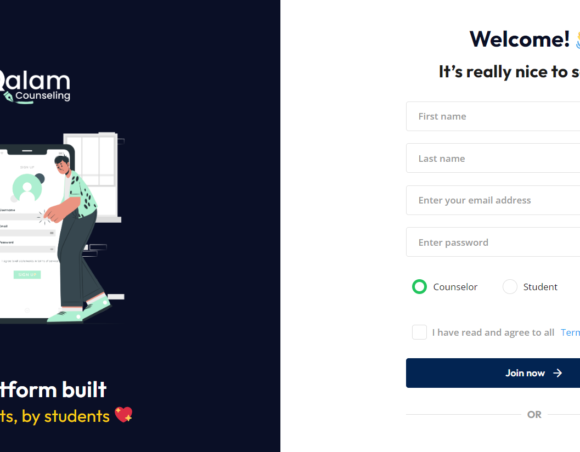 alam
Counseling
tform built
ts, by students
Welcome!
It's really nice to s
First name
Last name
Enter your email address
Enter password
Counselor
Student
I have read and agree to all Term
Join now
OR